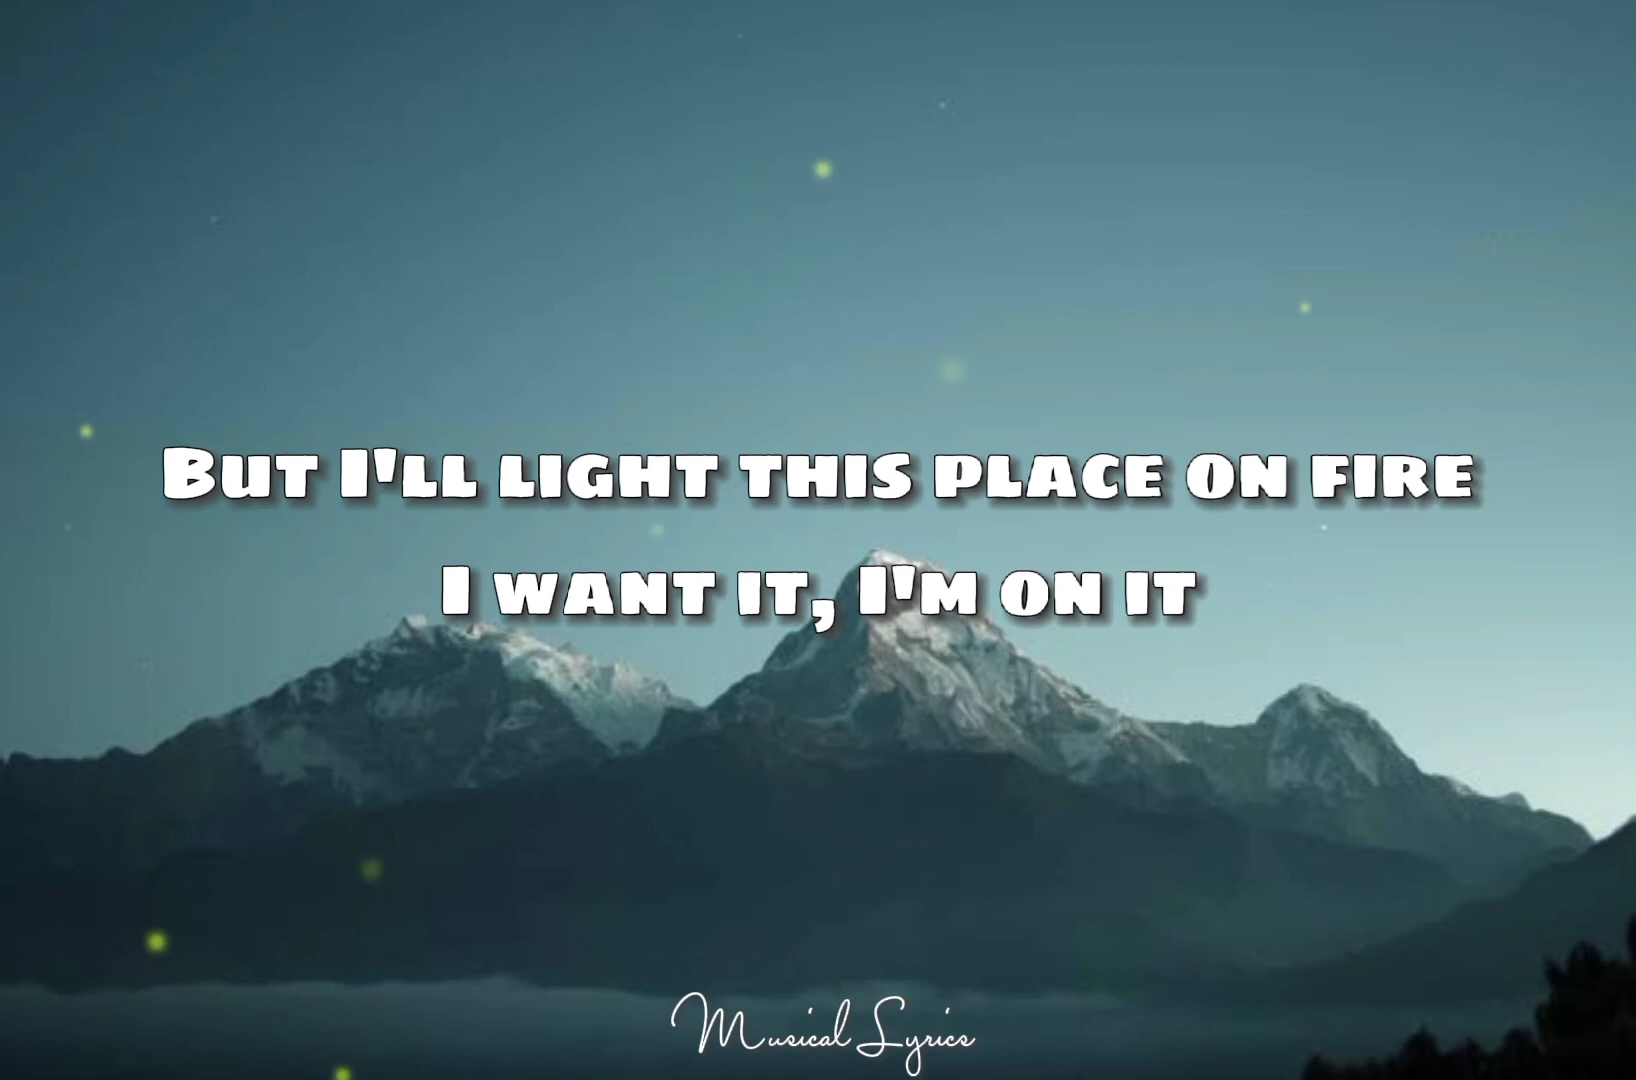 But I'll light this place on fire
I want it, I'm on it
Musical Lyrics